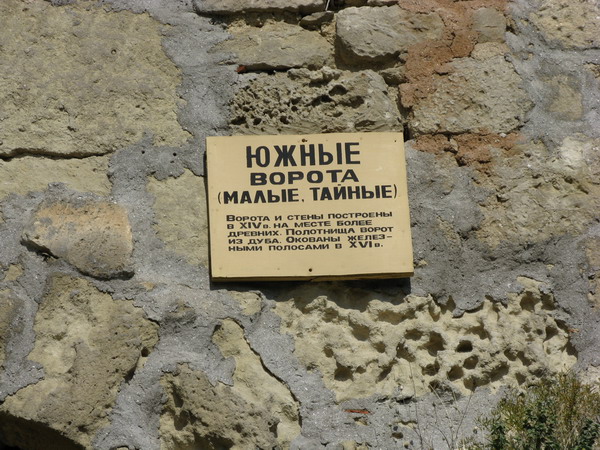 ЮЖНЫЕ
ВОРОТА
(МАЛЫЕ, ТАЙНЫЕ)
ВОРОТА И СТЕНЫ ПОСТРОЕНЫ
В XIV В. НА МЕСТЕ БОЛЕЕ
ДРЕВНИХ. ПОЛОТНИЩА ВОРОТ
ИЗ ДУБА. ОКОВАНЫ ЖЕЛЕЗ-
НЫМИ ПОЛОСАМИ В XVI В.